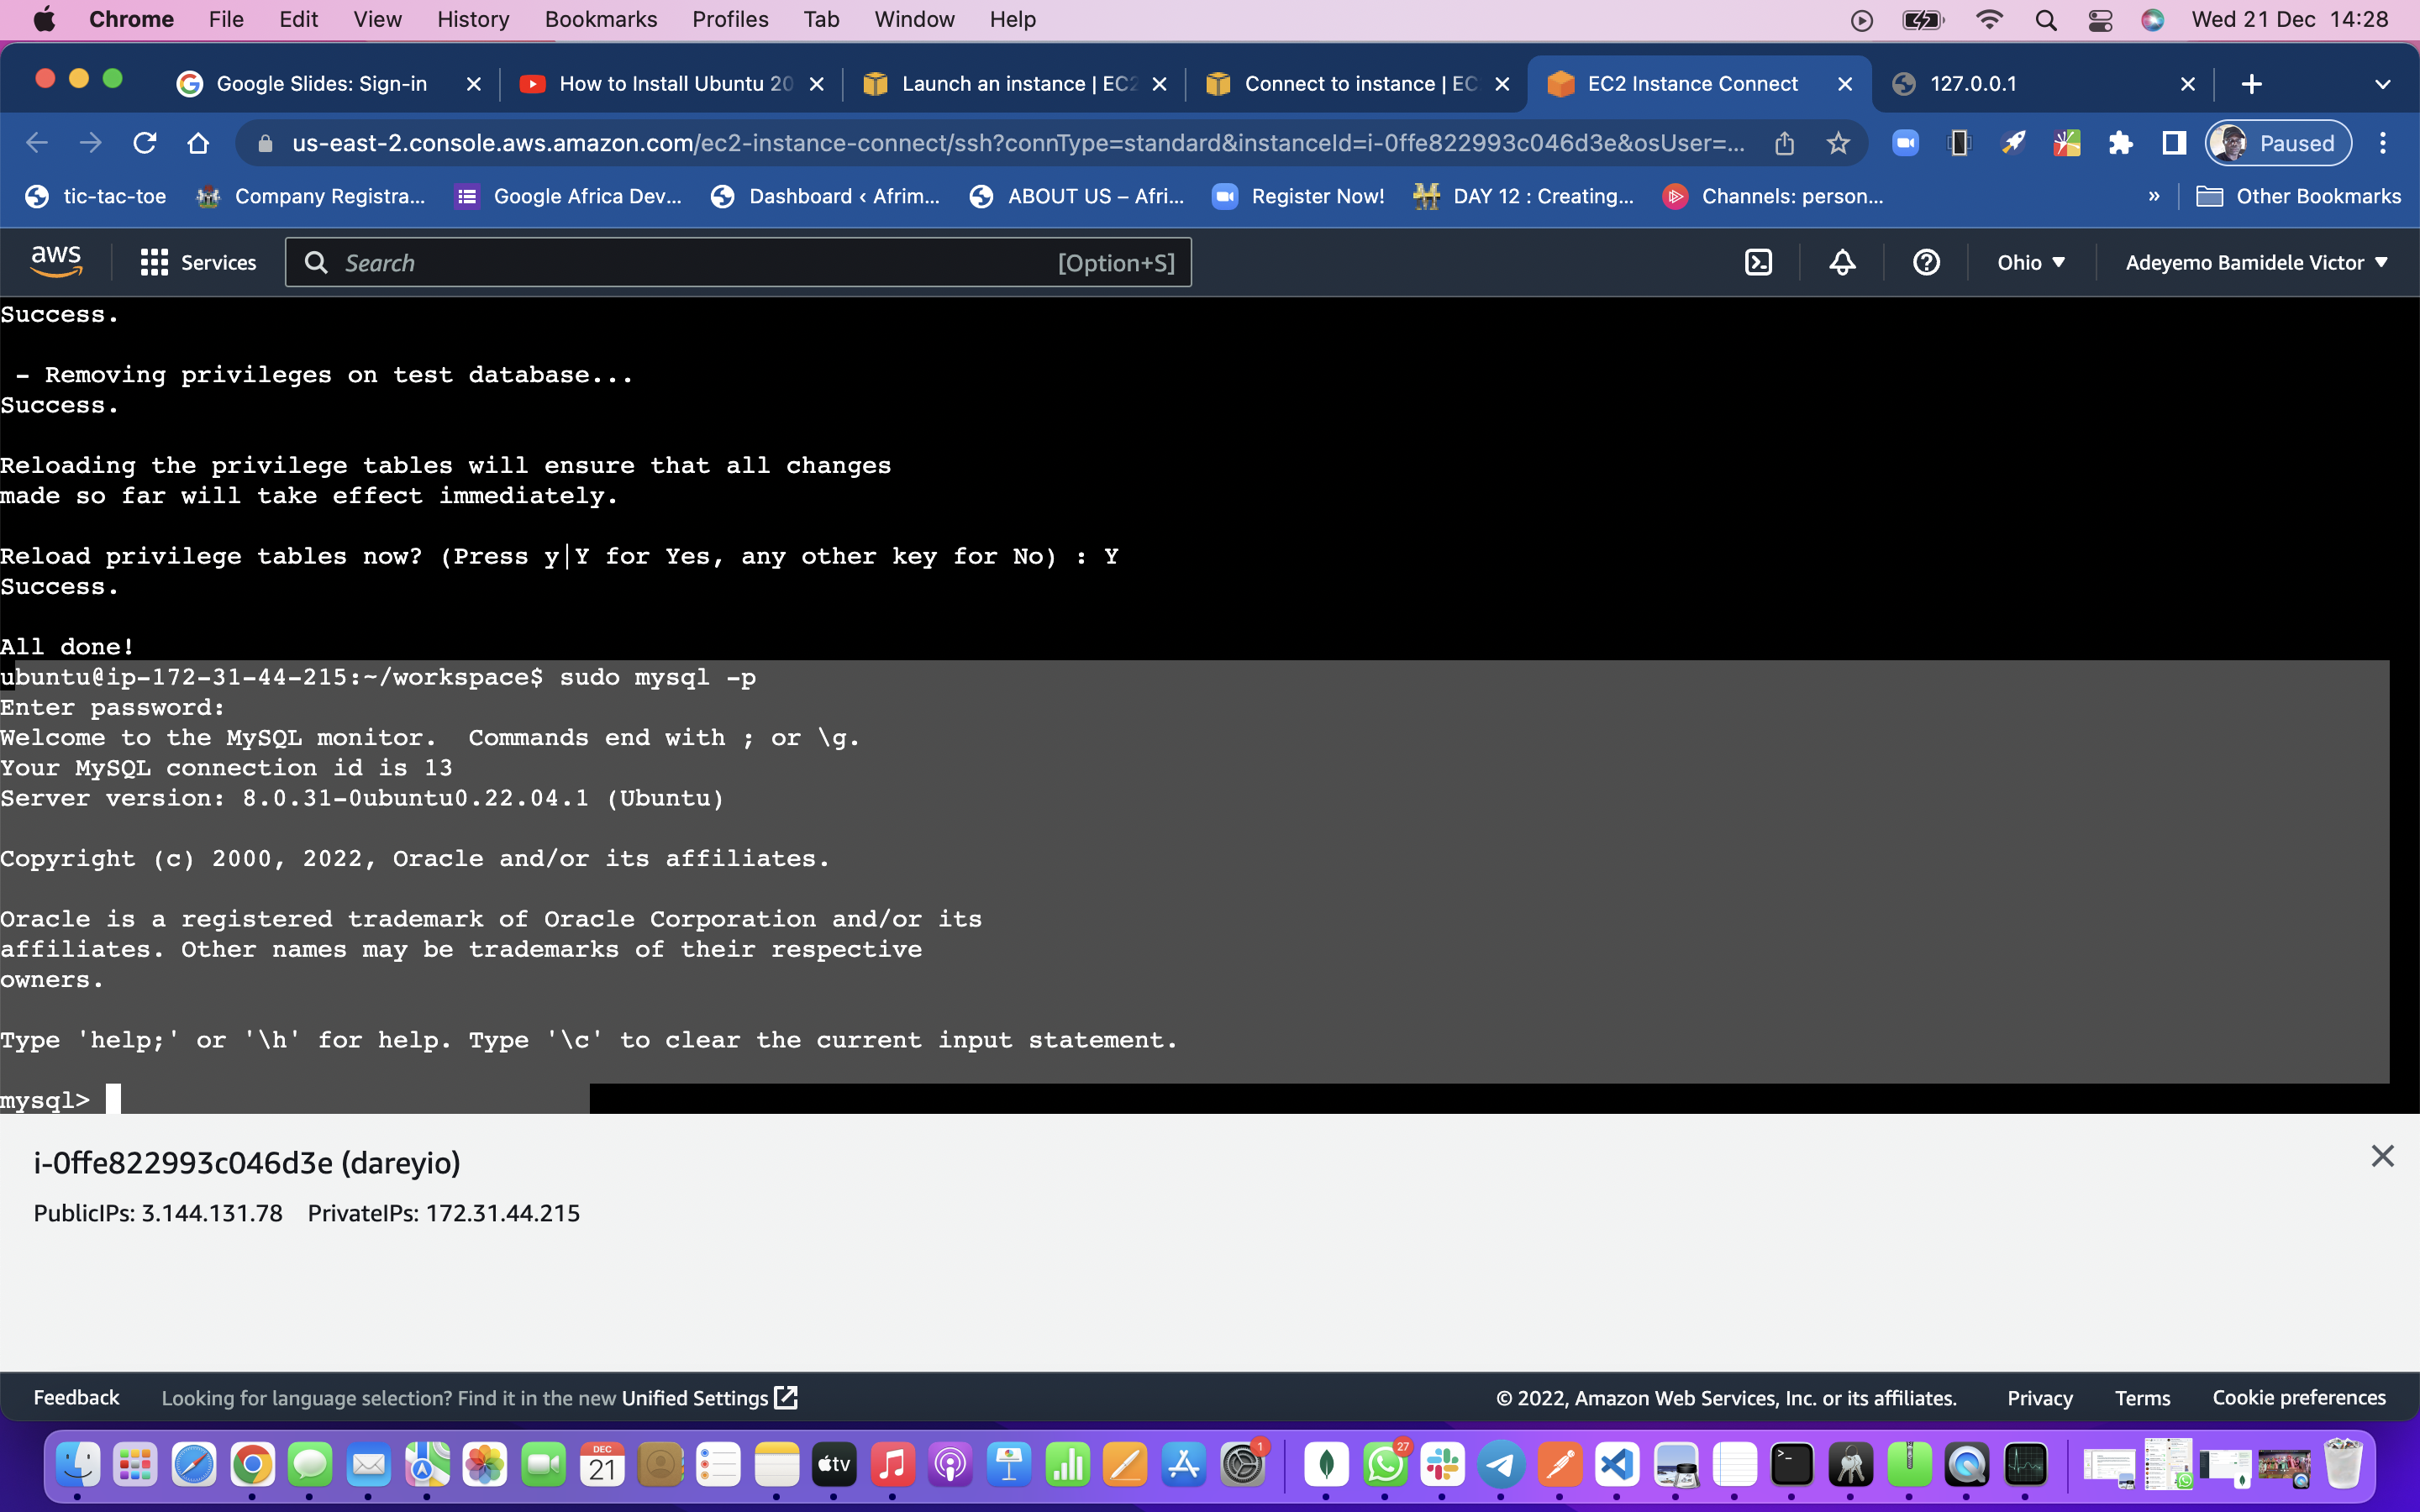 Chrome File Edit View History Bookmarks Profiles Tab Window Help Wed 21 Dec 14:28
Google Slides: Sign-in How to Install Ubuntu 20 Launch an instance | EC2 Connect to instance | EC EC2 Instance Connect 127.0.0.1
us-east-2.console.aws.amazon.com/ec2-instance-connect/ssh?connType=standard&instanceId=i-0ffe822993c046d3e&osUser=... Paused
tic-tac-toe Company Registra... Google Africa Dev... Dashboard ‹ Afrim... ABOUT US – Afri... Register Now! DAY 12 : Creating... Channels: person... » Other Bookmarks
aws Services Search [Option+S] Ohio Adeyemo Bamidele Victor
Success.
- Removing privileges on test database...
Success.
Reloading the privilege tables will ensure that all changes
made so far will take effect immediately.
Reload privilege tables now? (Press y|Y for Yes, any other key for No) : Y
Success.
All done!
ubuntu@ip-172-31-44-215:~/workspace$ sudo mysql -p
Enter password:
Welcome to the MySQL monitor.  Commands end with ; or \g.
Your MySQL connection id is 13
Server version: 8.0.31-0ubuntu0.22.04.1 (Ubuntu)
Copyright (c) 2000, 2022, Oracle and/or its affiliates.
Oracle is a registered trademark of Oracle Corporation and/or its
affiliates. Other names may be trademarks of their respective
owners.
Type 'help;' or '\h' for help. Type '\c' to clear the current input statement.
mysql>
i-0ffe822993c046d3e (dareyio)
PublicIPs: 3.144.131.78 PrivateIPs: 172.31.44.215
Feedback Looking for language selection? Find it in the new Unified Settings © 2022, Amazon Web Services, Inc. or its affiliates. Privacy Terms Cookie preferences
DEC
21
tv
1
27